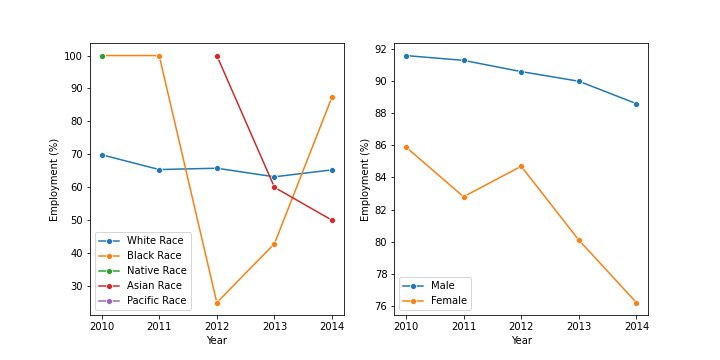 Employment (%)
100
90
80
70
60
50
40
30
White Race
Black Race
Native Race
Asian Race
Pacific Race
2010 2011 2012 2013 2014
Year
Employment (%)
92
90
88
86
84
82
80
78
76
Male
Female
2010 2011 2012 2013 2014
Year